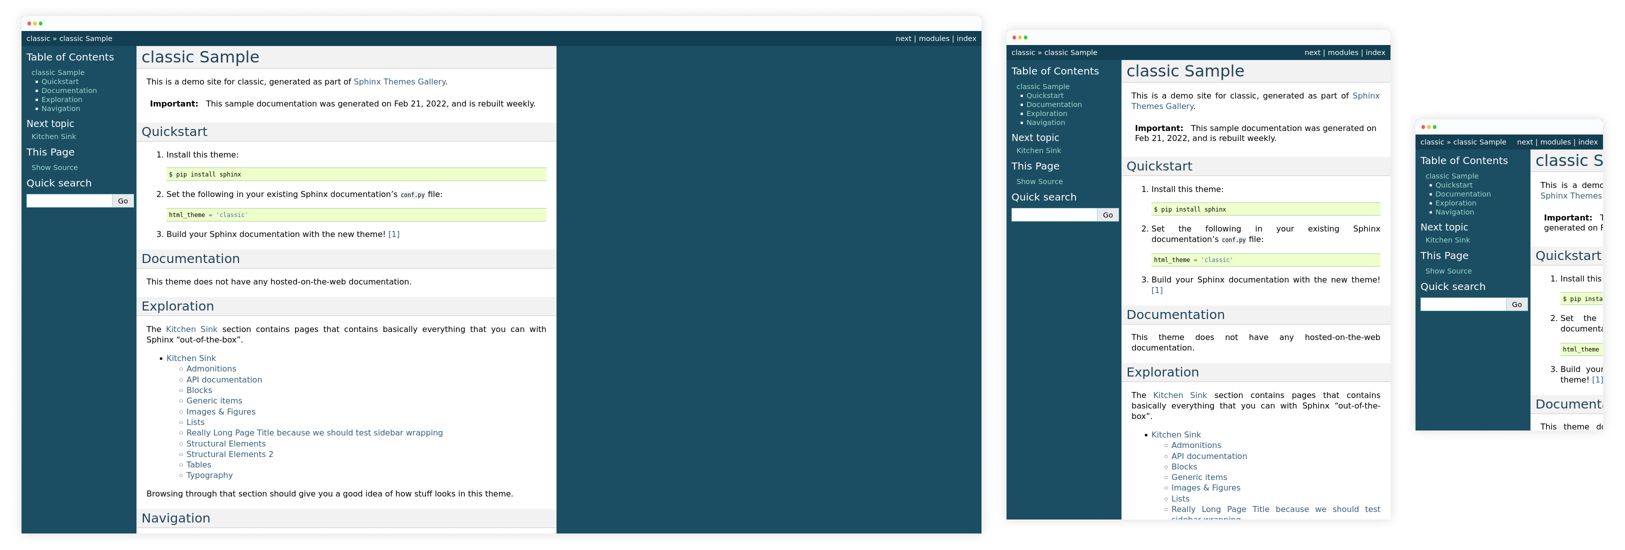 classic » classic Sample
next | modules | index
Table of Contents
classic Sample
Quickstart
Documentation
Exploration
Navigation
Next topic
Kitchen Sink
This Page
Show Source
Quick search
Go
classic Sample
This is a demo site for classic, generated as part of Sphinx Themes Gallery.
Important: This sample documentation was generated on Feb 21, 2022, and is rebuilt weekly.
Quickstart
1. Install this theme:
$ pip install sphinx
2. Set the following in your existing Sphinx documentation’s conf.py file:
html_theme = 'classic'
3. Build your Sphinx documentation with the new theme! [1]
Documentation
This theme does not have any hosted-on-the-web documentation.
Exploration
The Kitchen Sink section contains pages that contains basically everything that you can with
Sphinx “out-of-the-box”.
Kitchen Sink
Admonitions
API documentation
Blocks
Generic items
Images & Figures
Lists
Really Long Page Title because we should test sidebar wrapping
Structural Elements
Structural Elements 2
Tables
Typography
Browsing through that section should give you a good idea of how stuff looks in this theme.
Navigation
classic » classic Sample
next | modules | index
Table of Contents
classic Sample
Quickstart
Documentation
Exploration
Navigation
Next topic
Kitchen Sink
This Page
Show Source
Quick search
Go
classic Sample
This is a demo site for classic, generated as part of Sphinx
Themes Gallery.
Important: This sample documentation was generated on
Feb 21, 2022, and is rebuilt weekly.
Quickstart
1. Install this theme:
$ pip install sphinx
2. Set the following in your existing Sphinx
documentation’s conf.py file:
html_theme = 'classic'
3. Build your Sphinx documentation with the new theme!
[1]
Documentation
This theme does not have any hosted-on-the-web
documentation.
Exploration
The Kitchen Sink section contains pages that contains
basically everything that you can with Sphinx “out-of-the-
box”.
Kitchen Sink
Admonitions
API documentation
Blocks
Generic items
Images & Figures
Lists
Really Long Page Title because we should test
sidebar wrapping
classic » classic Sample
next | modules | index
Table of Contents
classic Sample
Quickstart
Documentation
Exploration
Navigation
Next topic
Kitchen Sink
This Page
Show Source
Quick search
Go
classic S
This is a demo
Sphinx Themes
Important: T
generated on F
Quickstart
1. Install this
$ pip insta
2. Set the
documenta
html_theme
3. Build your
theme! [1]
Documenta
This theme do